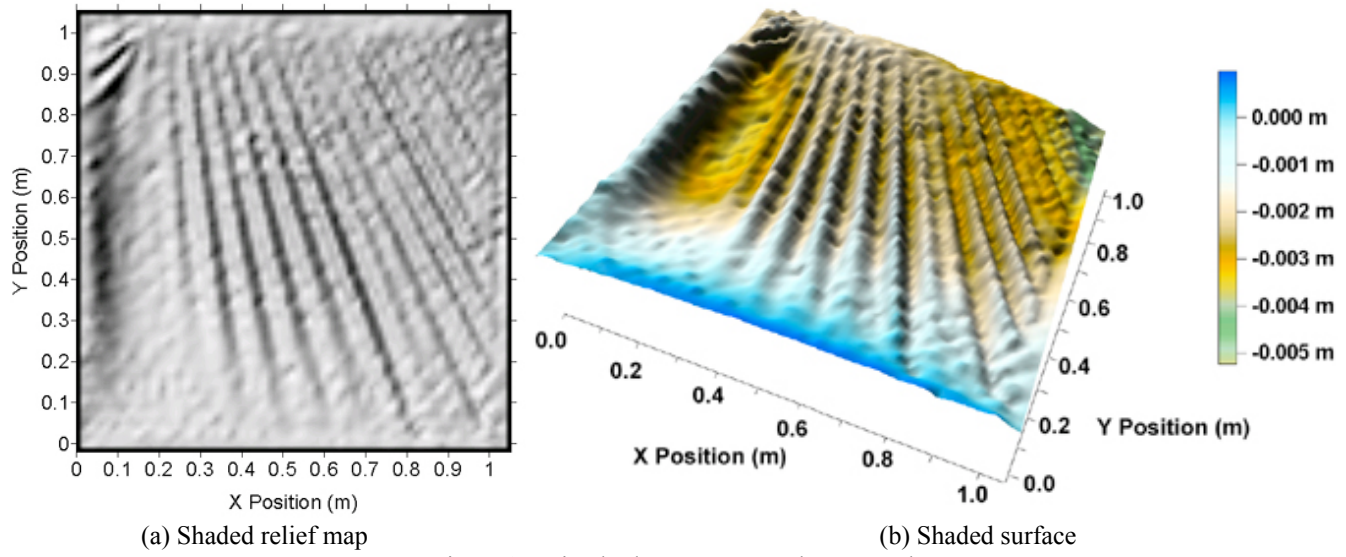 1
0.9
0.8
0.7
0.6
0.5
0.4
0.3
0.2
0.1
0
Y Position (m)
0 0.1 0.2 0.3 0.4 0.5 0.6 0.7 0.8 0.9 1
X Position (m)
(a) Shaded relief map
0.0
0.2
0.4
0.6
0.8
1.0
X Position (m)
1.0
0.8
0.6
0.4
0.2
0.0
Y Position (m)
0.000 m
-0.001 m
-0.002 m
-0.003 m
-0.004 m
-0.005 m
(b) Shaded surface